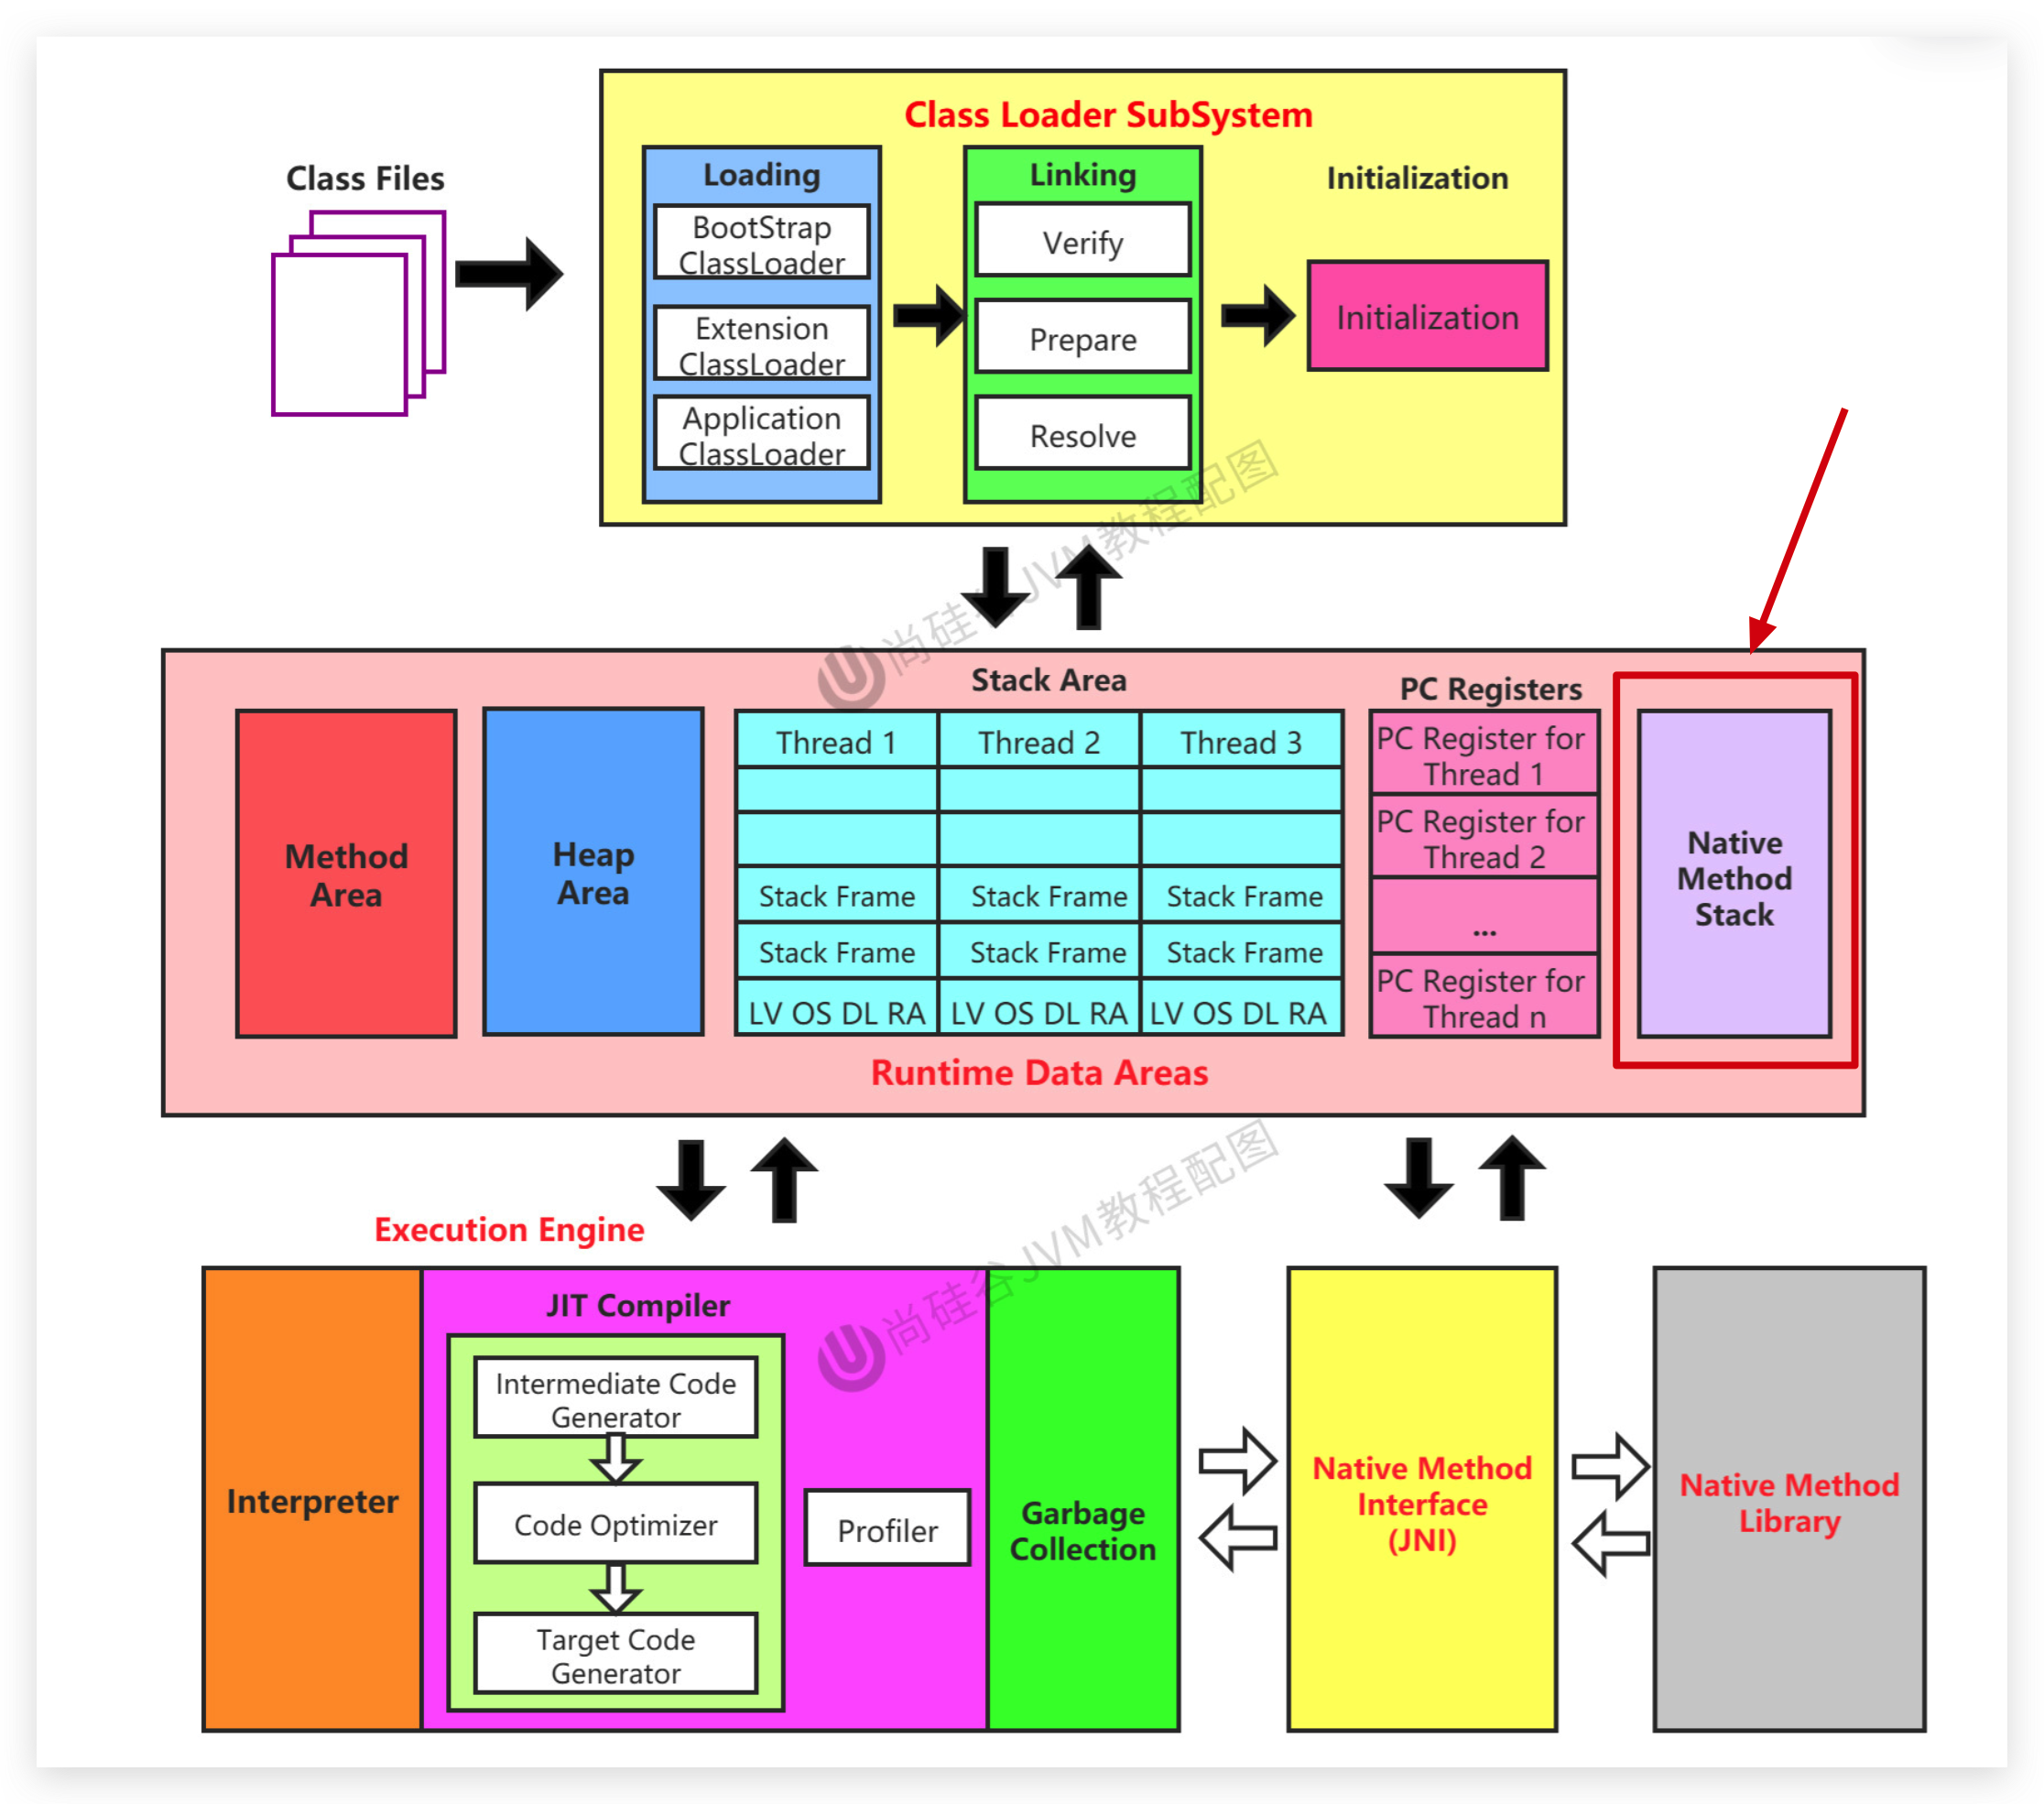 Class Loader SubSystem
Class Files
Loading
BootStrap
ClassLoader
Extension
ClassLoader
Application
ClassLoader
Linking
Verify
Prepare
Resolve
Initialization
Initialization
尚硅谷JVM教程配图
Stack Area
PC Registers
Method
Area
Heap
Area
Thread 1
Thread 2
Thread 3
Stack Frame
Stack Frame
Stack Frame
Stack Frame
Stack Frame
Stack Frame
LV OS DL RA
LV OS DL RA
LV OS DL RA
PC Register for
Thread 1
PC Register for
Thread 2
...
PC Register for
Thread n
Native
Method
Stack
Runtime Data Areas
尚硅谷JVM教程配图
Execution Engine
Interpreter
JIT Compiler
Intermediate Code
Generator
Code Optimizer
Target Code
Generator
Profiler
Garbage
Collection
Native Method
Interface
(JNI)
Native Method
Library